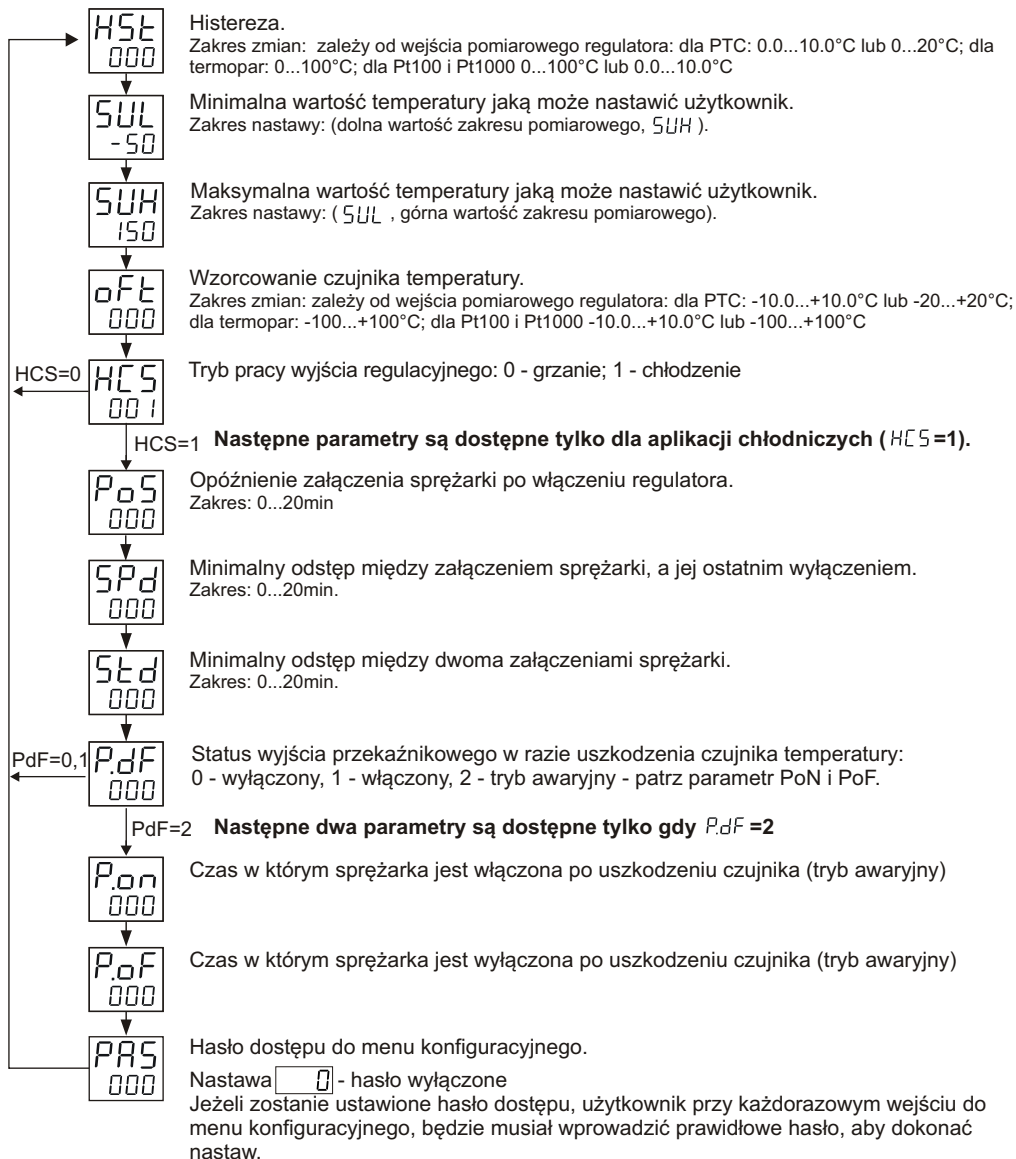 HSt
000
Histereza.
Zakres zmian: zależy od wejścia pomiarowego regulatora: dla PTC: 0.0...10.0°C lub 0...20°C; dla
termopar: 0...100°C; dla Pt100 i Pt1000 0...100°C lub 0.0...10.0°C
SUL
-50
Minimalna wartość temperatury jaką może nastawić użytkownik.
Zakres nastawy: (dolna wartość zakresu pomiarowego, SUH ).
SUH
150
Maksymalna wartość temperatury jaką może nastawić użytkownik.
Zakres nastawy: ( SUL , górna wartość zakresu pomiarowego).
oFt
000
Wzorcowanie czujnika temperatury.
Zakres zmian: zależy od wejścia pomiarowego regulatora: dla PTC: -10.0...+10.0°C lub -20...+20°C;
dla termopar: -100...+100°C; dla Pt100 i Pt1000 -10.0...+10.0°C lub -100...+100°C
HCS=0
HCS
001
Tryb pracy wyjścia regulacyjnego: 0 - grzanie; 1 - chłodzenie
HCS=1 Następne parametry są dostępne tylko dla aplikacji chłodniczych ( HCS =1).
PoS
000
Opóźnienie załączenia sprężarki po włączeniu regulatora.
Zakres: 0...20min
SPd
000
Minimalny odstęp między załączeniem sprężarki, a jej ostatnim wyłączeniem.
Zakres: 0...20min.
Std
000
Minimalny odstęp między dwoma załączeniami sprężarki.
Zakres: 0...20min.
PdF=0,1
P.dF
000
Status wyjścia przekaźnikowego w razie uszkodzenia czujnika temperatury:
0 - wyłączony, 1 - włączony, 2 - tryb awaryjny - patrz parametr PoN i PoF.
PdF=2 Następne dwa parametry są dostępne tylko gdy P.dF =2
P.on
000
Czas w którym sprężarka jest włączona po uszkodzeniu czujnika (tryb awaryjny)
P.oF
000
Czas w którym sprężarka jest wyłączona po uszkodzeniu czujnika (tryb awaryjny)
PAS
000
Hasło dostępu do menu konfiguracyjnego.
Nastawa 0 - hasło wyłączone
Jeżeli zostanie ustawione hasło dostępu, użytkownik przy każdorazowym wejściu do
menu konfiguracyjnego, będzie musiał wprowadzić prawidłowe hasło, aby dokonać
nastaw.